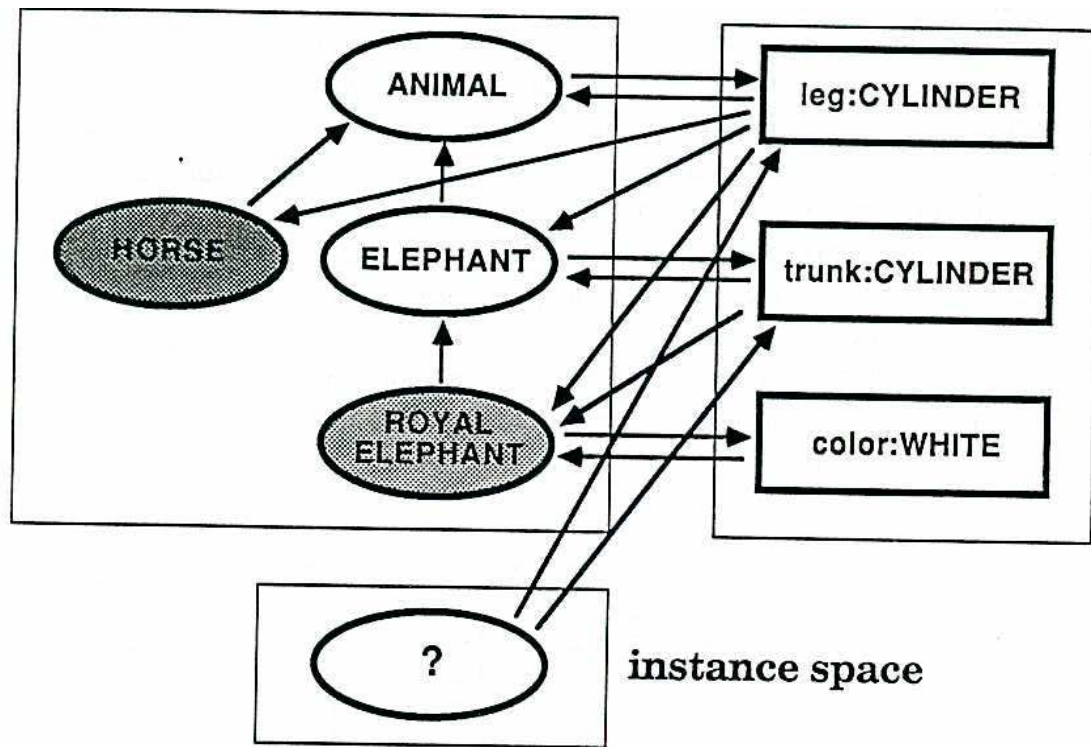 ANIMAL
leg:CYLINDER
HORSE
ELEPHANT
trunk:CYLINDER
ROYAL
ELEPHANT
color:WHITE
?
instance space